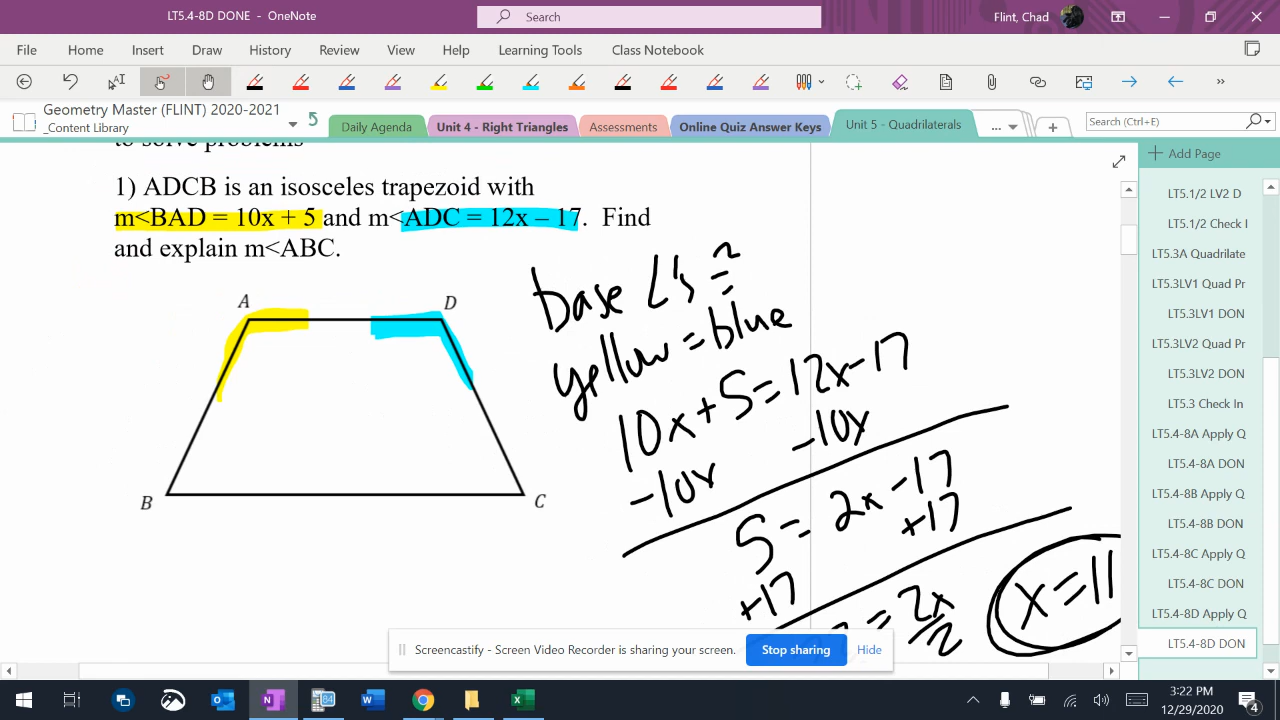 LT5.4-8D DONE - OneNote
Search
Flint, Chad
File Home Insert Draw History Review View Help Learning Tools Class Notebook
Geometry Master (FLINT) 2020-2021
_Content Library
Daily Agenda
Unit 4 - Right Triangles
Assessments
Online Quiz Answer Keys
Unit 5 - Quadrilaterals
...
Search (Ctrl+E)
Add Page
to solve problems
1) ADCB is an isosceles trapezoid with
m<BAD = 10x + 5 and m<ADC = 12x – 17. Find
and explain m<ABC.
A
D
B
C
base ∠'s ≅
yellow = blue
10x + 5 = 12x - 17
-10x -10x
5 = 2x - 17
+17 +17
= 2x
2
x = 11
LT5.1/2 LV2 D
LT5.1/2 Check I
LT5.3A Quadrilate
LT5.3LV1 Quad Pr
LT5.3LV1 DON
LT5.3LV2 Quad Pr
LT5.3LV2 DON
LT5.3 Check In
LT5.4-8A Apply Q
LT5.4-8A DON
LT5.4-8B Apply Q
LT5.4-8B DON
LT5.4-8C Apply Q
LT5.4-8C DON
LT5.4-8D Apply Q
LT5.4-8D DON
Screencastify - Screen Video Recorder is sharing your screen.
Stop sharing
Hide
3:22 PM
12/29/2020
4